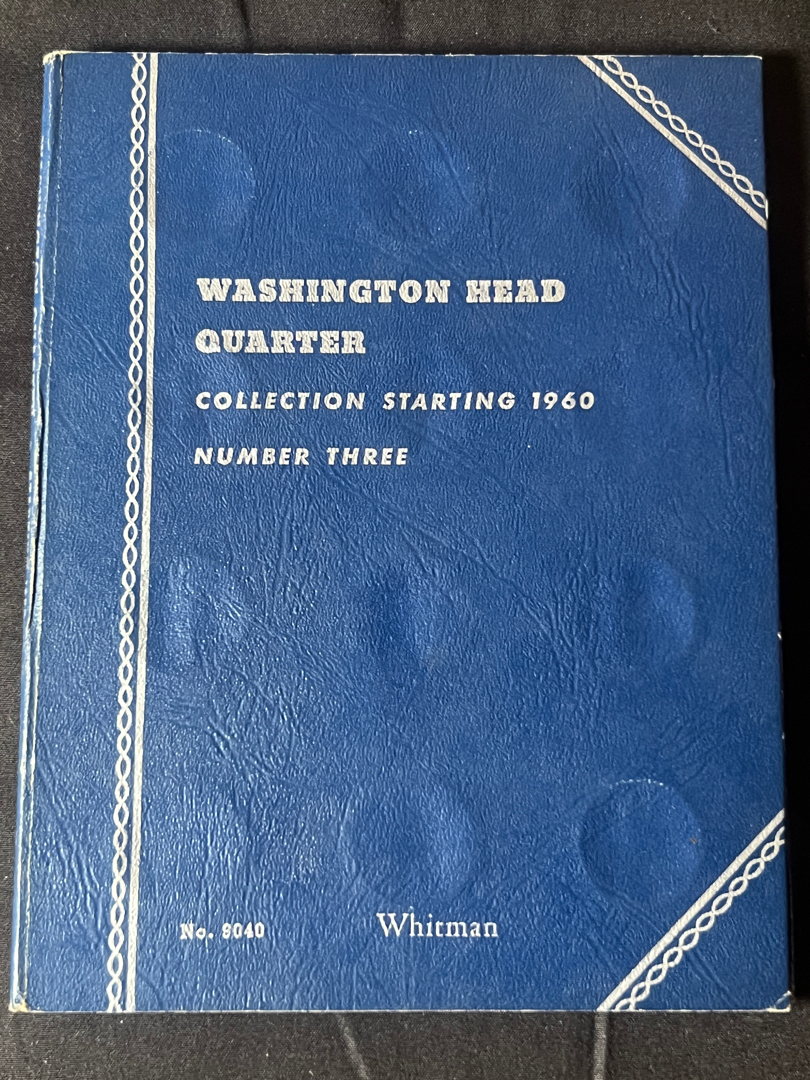 WASHINGTON HEAD
QUARTER
COLLECTION STARTING 1960
NUMBER THREE
No. 9040
Whitman